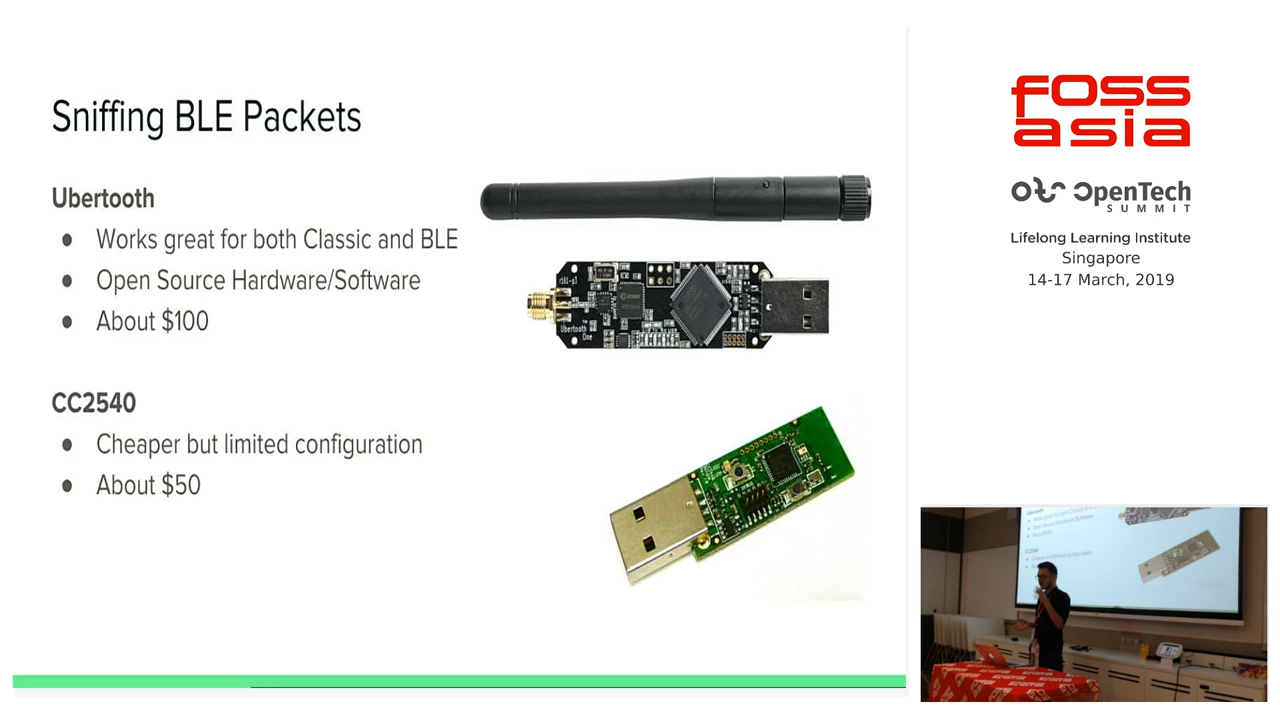 Sniffing BLE Packets
Ubertooth
● Works great for both Classic and BLE
● Open Source Hardware/Software
● About $100
Ubertooth
One
CC2540
● Cheaper but limited configuration
● About $50
FOSS
asia
OpenTech
SUMMIT
Lifelong Learning Institute
Singapore
14-17 March, 2019